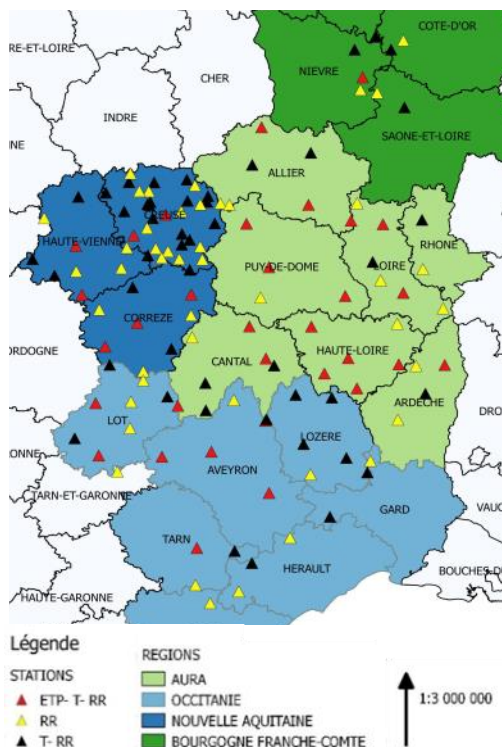 COTE-D'OR
RE-ET-LOIRE
NIEVRE
CHER
INDRE
SAONE-ET-LOIRE
ALLIER
CREUSE
HAUTE-VIENNE
RHONE
LOIRE
PUY-DE-DOME
CORREZE
HAUTE-LOIRE
ORDOGNE
CANTAL
DRO
ARDECHE
LOT
LOZERE
ONNE
AVEYRON
TARN-ET-GARONNE
GARD
VAUC
TARN
HERAULT
BOUCHES-DU
HAUTE-GARONNE
Légende
STATIONS
ETP- T- RR
RR
T- RR
REGIONS
AURA
OCCITANIE
NOUVELLE AQUITAINE
BOURGOGNE FRANCHE-COMTE
1:3 000 000